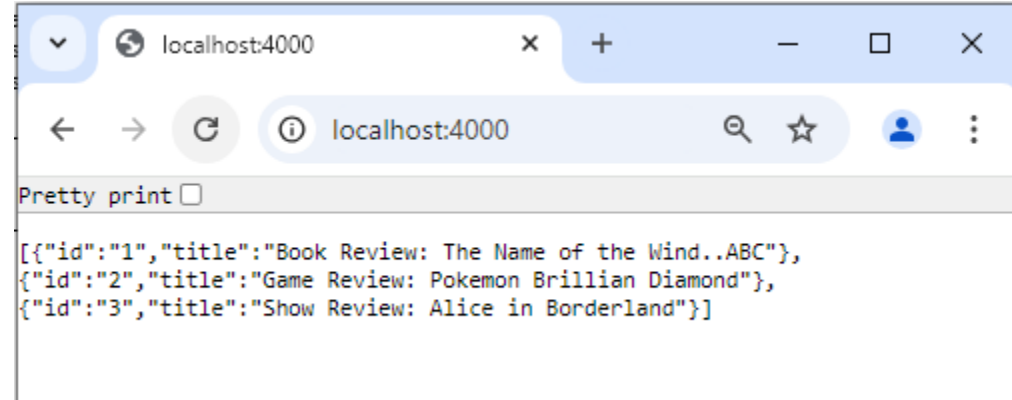 localhost:4000
localhost:4000
Pretty print
[{"id":"1","title":"Book Review: The Name of the Wind..ABC"},
{"id":"2","title":"Game Review: Pokemon Brillian Diamond"},
{"id":"3","title":"Show Review: Alice in Borderland"}]